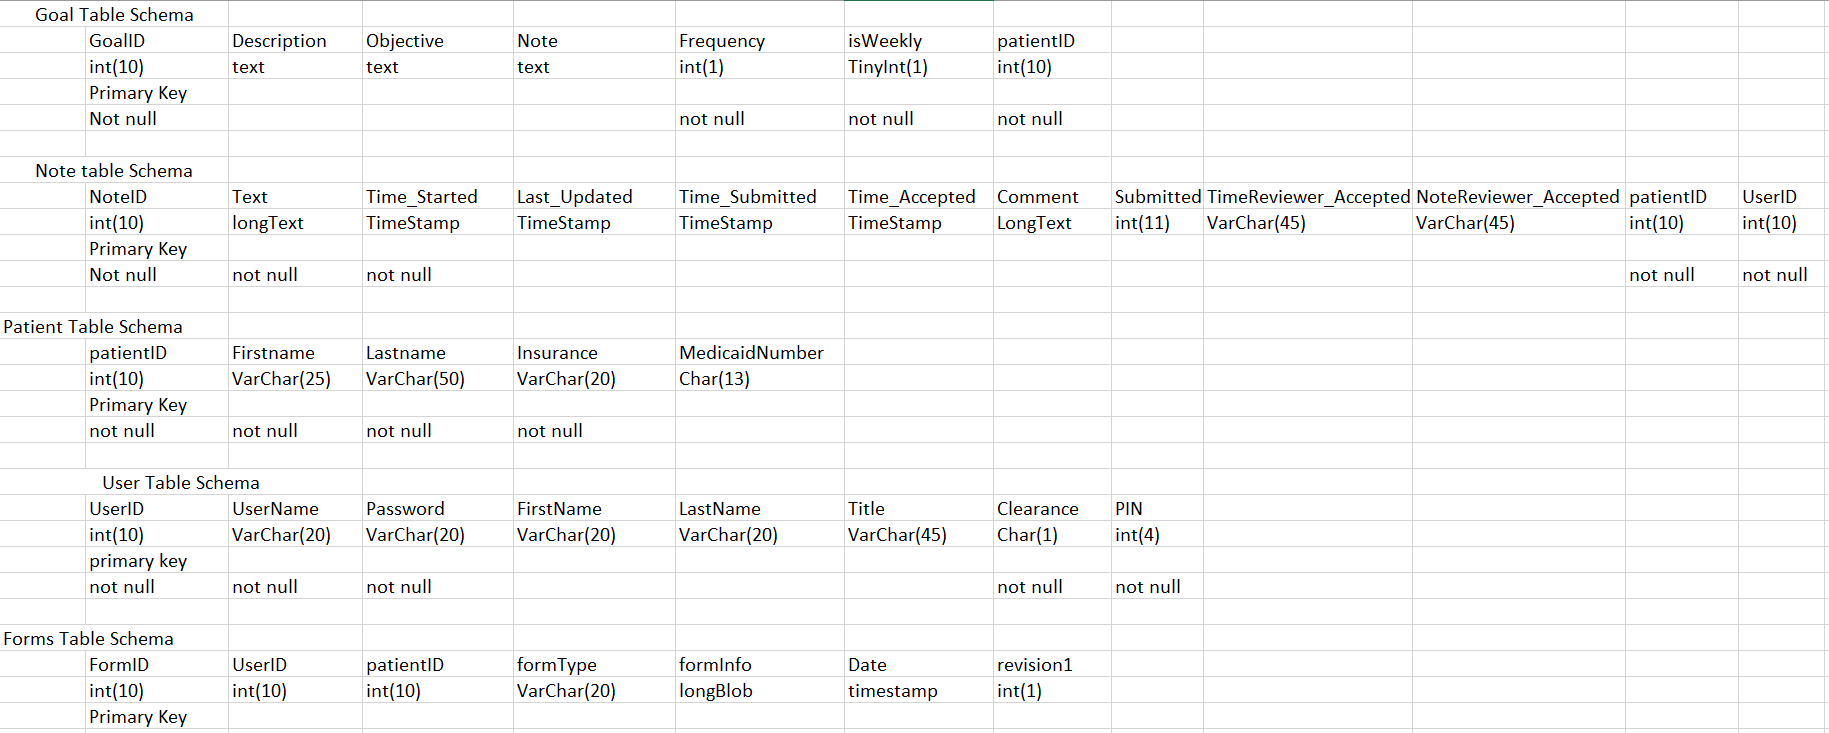 Goal Table Schema
GoalID Description Objective Note Frequency isWeekly patientID
int(10) text text text int(1) TinyInt(1) int(10)
Primary Key
Not null not null not null not null
Note table Schema
NoteID Text Time_Started Last_Updated Time_Submitted Time_Accepted Comment Submitted TimeReviewer_Accepted NoteReviewer_Accepted patientID UserID
int(10) longText TimeStamp TimeStamp TimeStamp TimeStamp LongText int(11) VarChar(45) VarChar(45) int(10) int(10)
Primary Key
Not null not null not null not null not null
Patient Table Schema
patientID Firstname Lastname Insurance MedicaidNumber
int(10) VarChar(25) VarChar(50) VarChar(20) Char(13)
Primary Key
not null not null not null not null
User Table Schema
UserID UserName Password FirstName LastName Title Clearance PIN
int(10) VarChar(20) VarChar(20) VarChar(20) VarChar(20) VarChar(45) Char(1) int(4)
primary key
not null not null not null not null not null
Forms Table Schema
FormID UserID patientID formType formInfo Date revision1
int(10) int(10) int(10) VarChar(20) longBlob timestamp int(1)
Primary Key